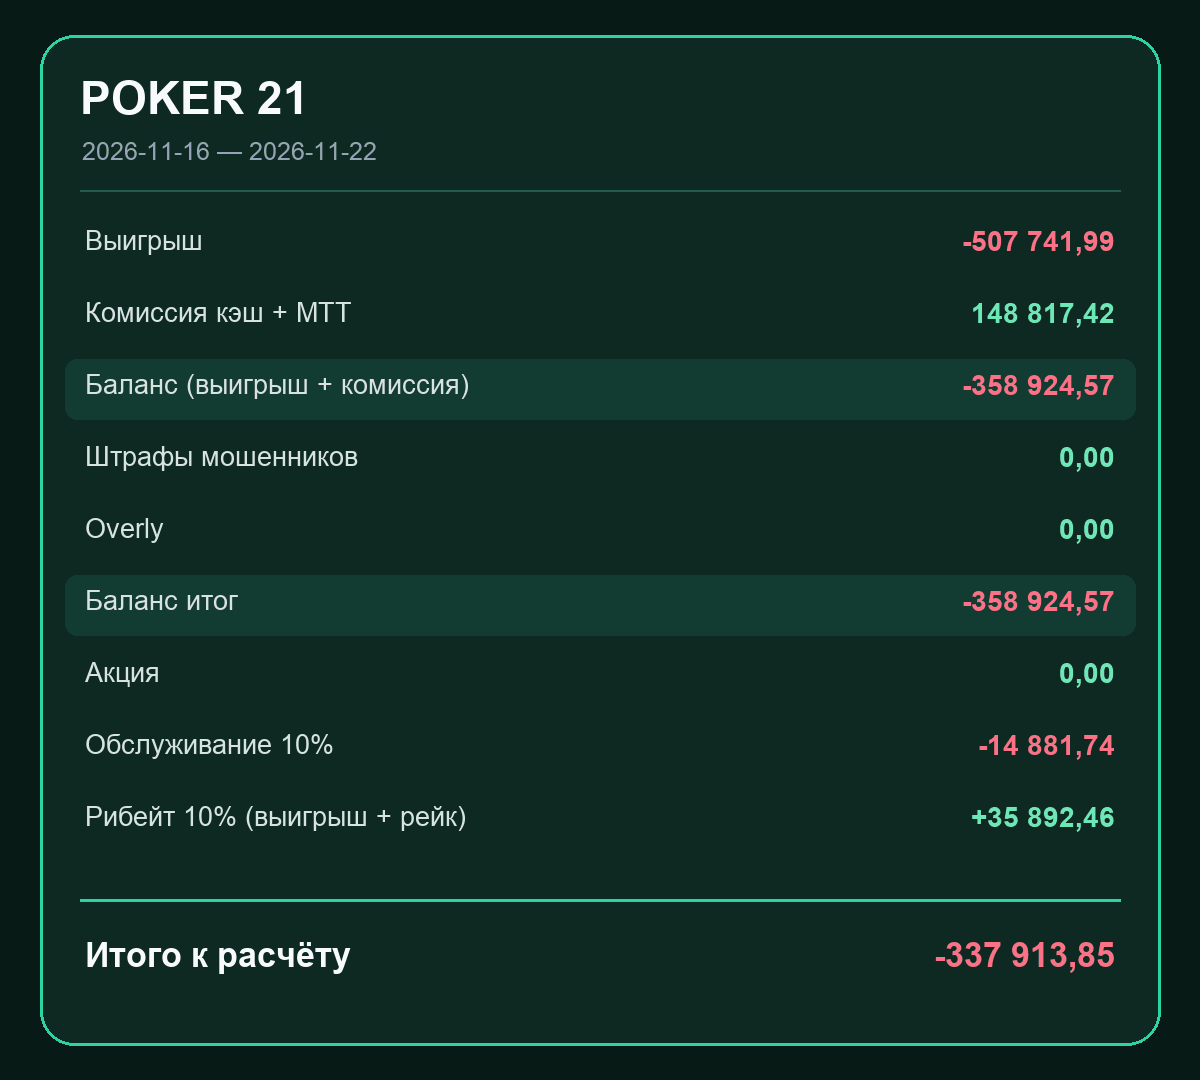 POKER 21
2026-11-16 — 2026-11-22
Выигрыш -507 741,99
Комиссия кэш + МТТ 148 817,42
Баланс (выигрыш + комиссия) -358 924,57
Штрафы мошенников 0,00
Overly 0,00
Баланс итог -358 924,57
Акция 0,00
Обслуживание 10% -14 881,74
Рибейт 10% (выигрыш + рейк) +35 892,46
Итого к расчёту -337 913,85